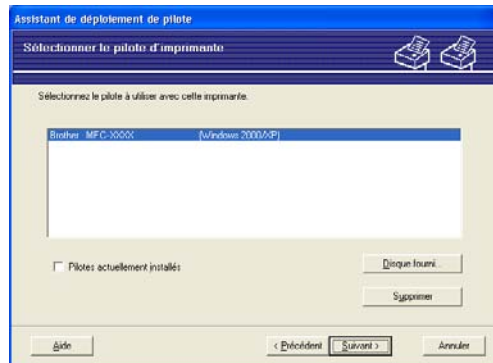 Assistant de déploiement de pilote
Sélectionner le pilote d'imprimante
Sélectionnez le pilote à utiliser avec cette imprimante.
Brother MFC-XXXX (Windows 2000/XP)
Pilotes actuellement installés
Disque fourni...
Supprimer
Aide
< Précédent
Suivant >
Annuler